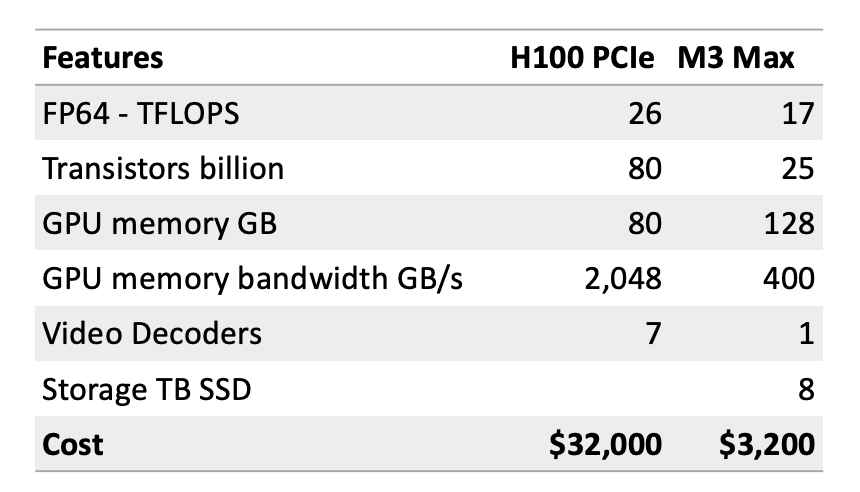 Features H100 PCIe M3 Max
FP64 - TFLOPS 26 17
Transistors billion 80 25
GPU memory GB 80 128
GPU memory bandwidth GB/s 2,048 400
Video Decoders 7 1
Storage TB SSD 8
Cost $32,000 $3,200